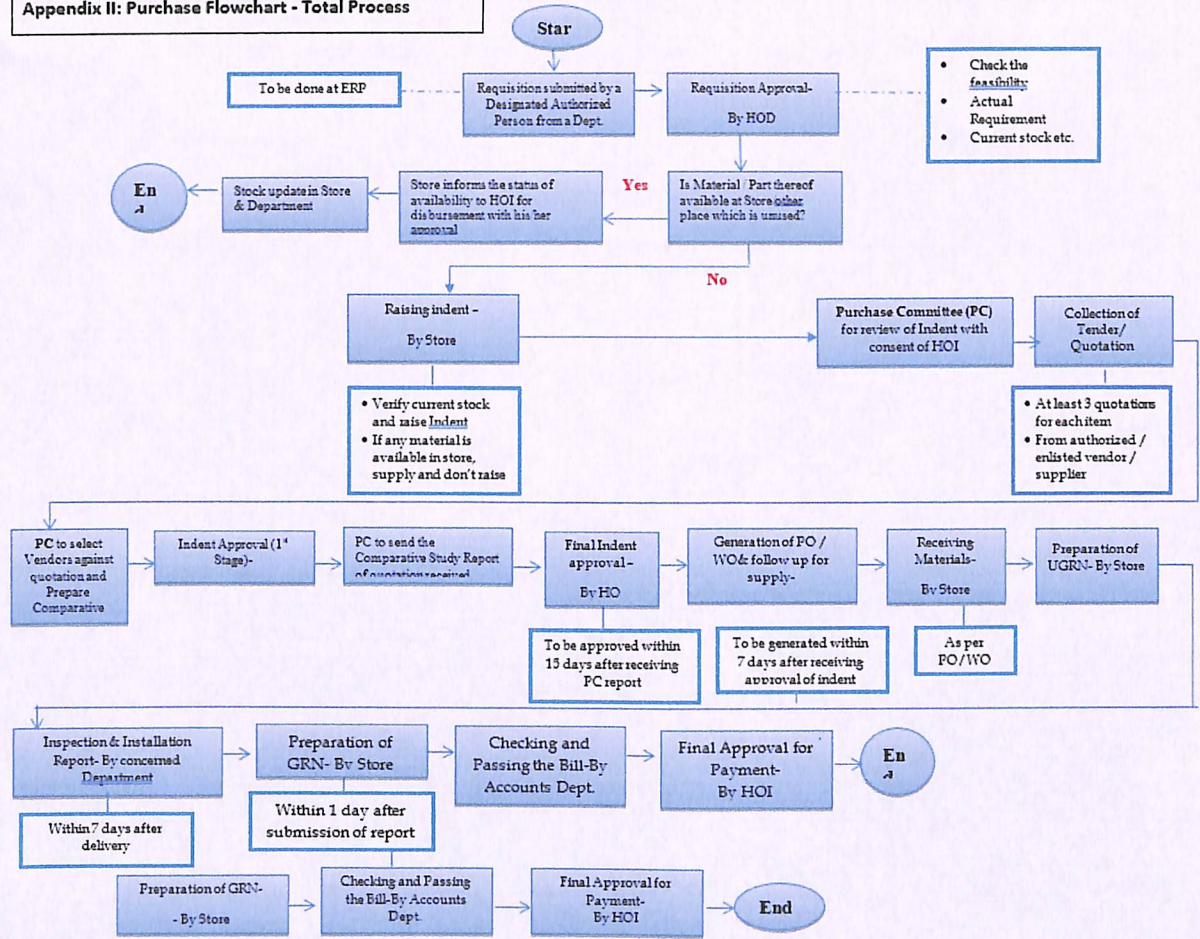 Appendix II: Purchase Flowchart - Total Process
Star
To be done at ERP
Requisition submitted by a
Designated Authorized
Person from a Dept.
Requisition Approval-
By HOD
• Check the
feasibility
• Actual
Requirement
• Current stock etc.
En
Stock update in Store
& Department
Store informs the status of
availability to HOI for
disbursement with his her
approval
Yes
Is Material / Part thereof
available at Store other
place which is unused?
No
Raising indent –
By Store
Purchase Committee (PC)
for review of Indent with
consent of HOI
Collection of
Tender/
Quotation
• Verify current stock
and raise Indent
• If any material is
available in store,
supply and don't raise
• At least 3 quotations
for each item
• From authorized /
enlisted vendor /
supplier
PC to select
Vendors against
quotation and
Prepare
Comparative
Indent Approval (1st
Stage)-
PC to send the
Comparative Study Report
of quotation received
Final Indent
approval–
By HO
Generation of PO /
WO& follow up for
supply-
Receiving
Materials-
By Store
Preparation of
UGRN- By Store
To be approved within
15 days after receiving
PC report
To be generated within
7 days after receiving
approval of indent
As per
PO / WO
Inspection & Installation
Report- By concerned
Department
Preparation of
GRN- By Store
Checking and
Passing the Bill-By
Accounts Dept.
Final Approval for
Payment-
By HOI
En
Within 7 days after
delivery
Within 1 day after
submission of report
Preparation of GRN-
- By Store
Checking and Passing
the Bill-By Accounts
Dept.
Final Approval for
Payment-
By HOI
End